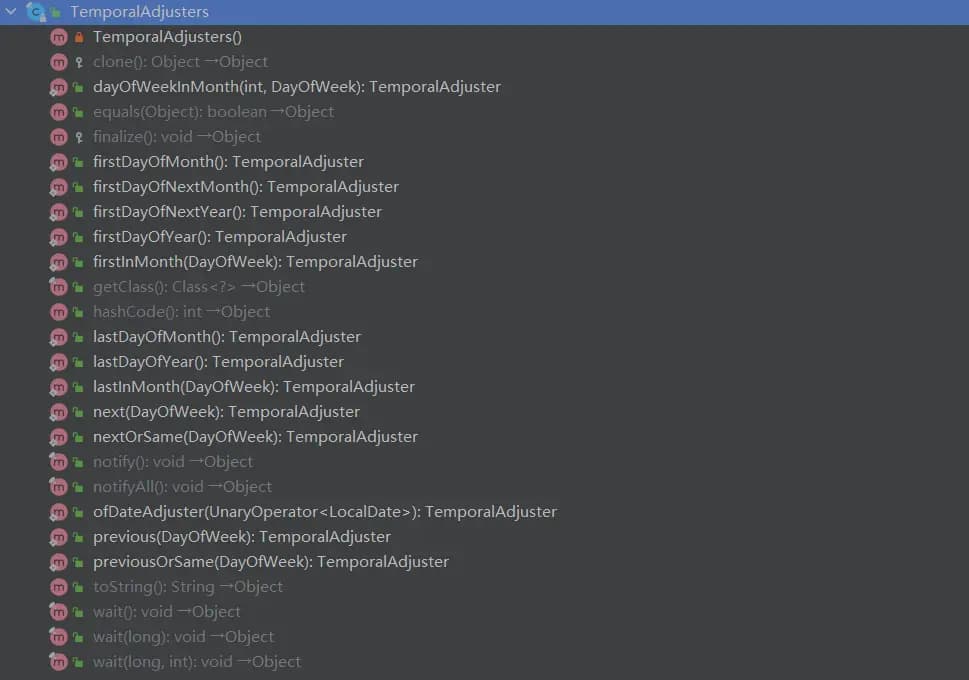 TemporalAdjusters
TemporalAdjusters()
clone(): Object →Object
dayOfWeekInMonth(int, DayOfWeek): TemporalAdjuster
equals(Object): boolean →Object
finalize(): void →Object
firstDayOfMonth(): TemporalAdjuster
firstDayOfNextMonth(): TemporalAdjuster
firstDayOfNextYear(): TemporalAdjuster
firstDayOfYear(): TemporalAdjuster
firstInMonth(DayOfWeek): TemporalAdjuster
getClass(): Class<?> →Object
hashCode(): int →Object
lastDayOfMonth(): TemporalAdjuster
lastDayOfYear(): TemporalAdjuster
lastInMonth(DayOfWeek): TemporalAdjuster
next(DayOfWeek): TemporalAdjuster
nextOrSame(DayOfWeek): TemporalAdjuster
notify(): void →Object
notifyAll(): void →Object
ofDateAdjuster(UnaryOperator<LocalDate>): TemporalAdjuster
previous(DayOfWeek): TemporalAdjuster
previousOrSame(DayOfWeek): TemporalAdjuster
toString(): String →Object
wait(): void →Object
wait(long): void →Object
wait(long, int): void →Object